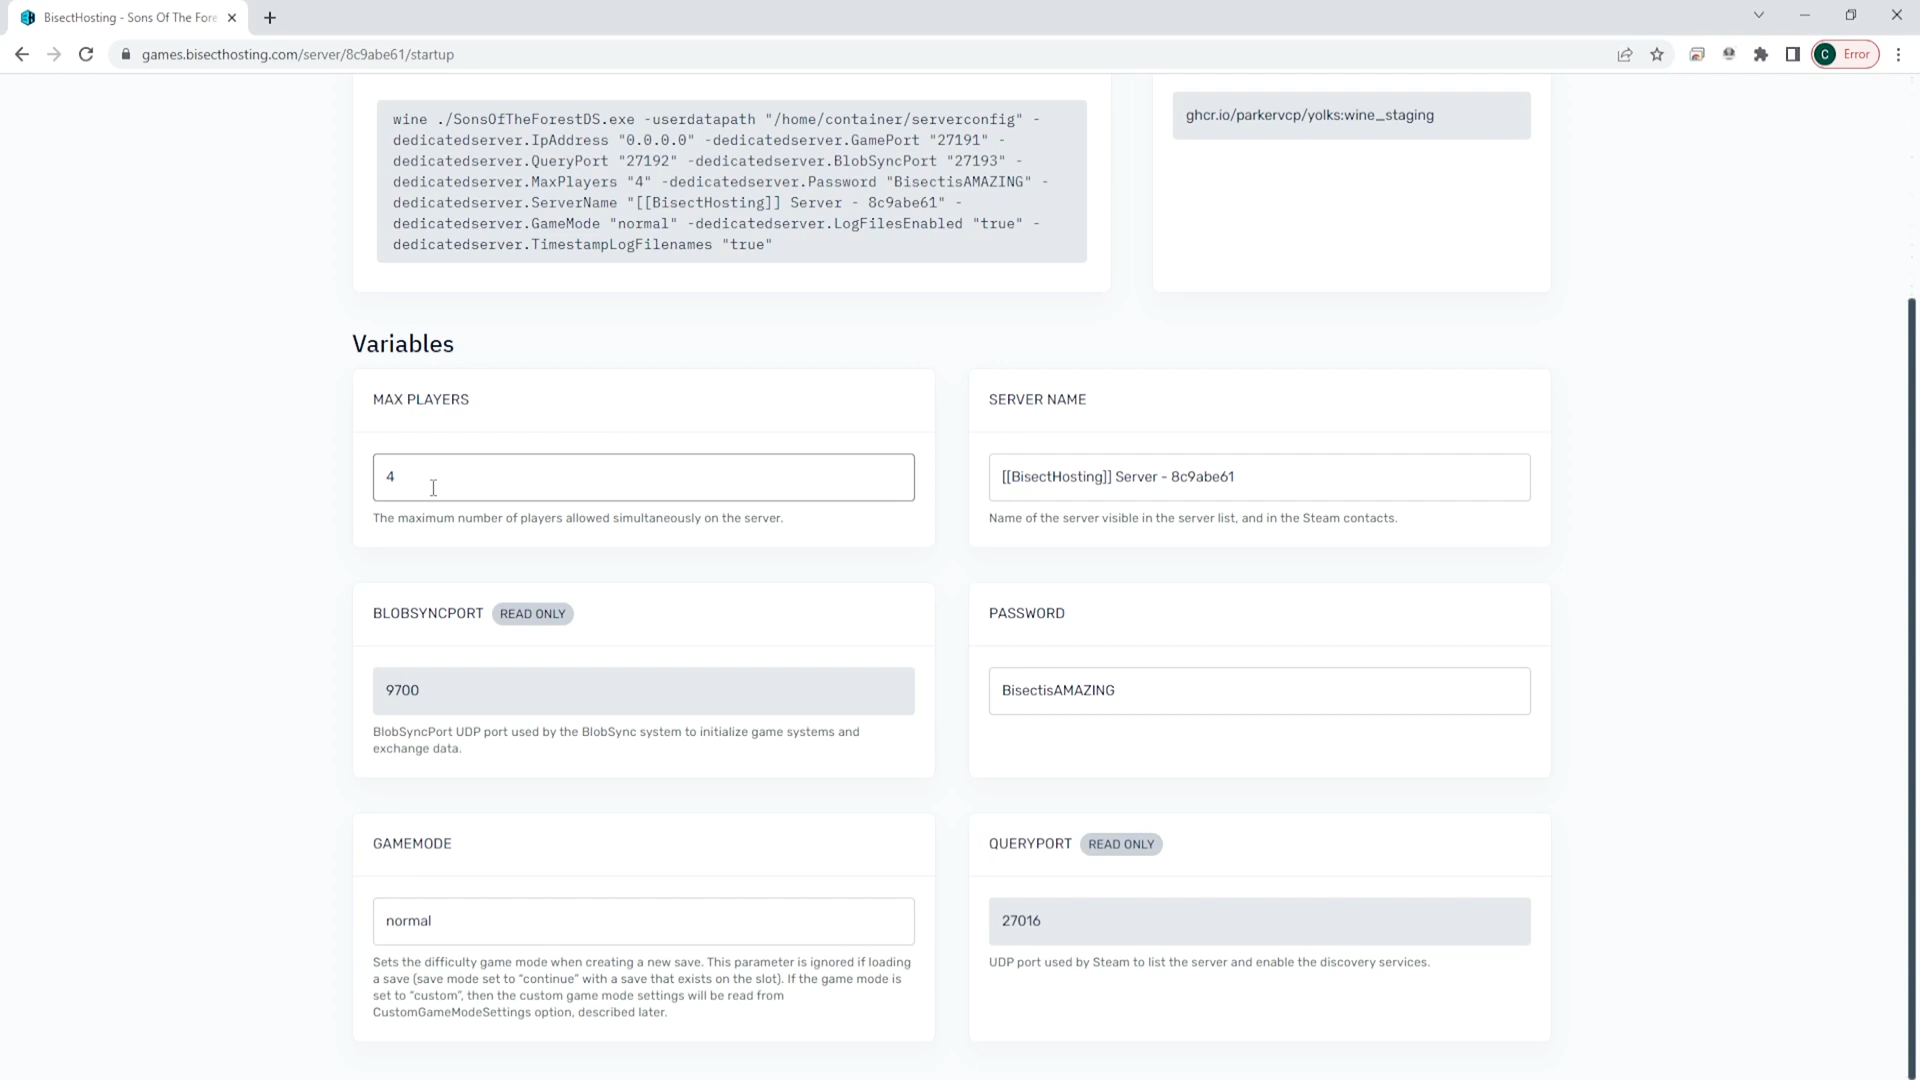 BisectHosting - Sons Of The Fore
games.bisecthosting.com/server/8c9abe61/startup
C Error
wine ./SonsOfTheForestDS.exe -userdatapath "/home/container/serverconfig" -
dedicatedserver.IpAddress "0.0.0.0" -dedicatedserver.GamePort "27191" -
dedicatedserver.QueryPort "27192" -dedicatedserver.BlobSyncPort "27193" -
dedicatedserver.MaxPlayers "4" -dedicatedserver.Password "BisectisAMAZING" -
dedicatedserver.ServerName "[[BisectHosting]] Server - 8c9abe61" -
dedicatedserver.GameMode "normal" -dedicatedserver.LogFilesEnabled "true" -
dedicatedserver.TimestampLogFilenames "true"
ghcr.io/parkervcp/yolks:wine_staging
Variables
MAX PLAYERS
4
The maximum number of players allowed simultaneously on the server.
SERVER NAME
[[BisectHosting]] Server - 8c9abe61
Name of the server visible in the server list, and in the Steam contacts.
BLOBSYNCPORT READ ONLY
9700
BlobSyncPort UDP port used by the BlobSync system to initialize game systems and
exchange data.
PASSWORD
BisectisAMAZING
GAMEMODE
normal
Sets the difficulty game mode when creating a new save. This parameter is ignored if loading
a save (save mode set to “continue” with a save that exists on the slot). If the game mode is
set to “custom”, then the custom game mode settings will be read from
CustomGameModeSettings option, described later.
QUERYPORT READ ONLY
27016
UDP port used by Steam to list the server and enable the discovery services.